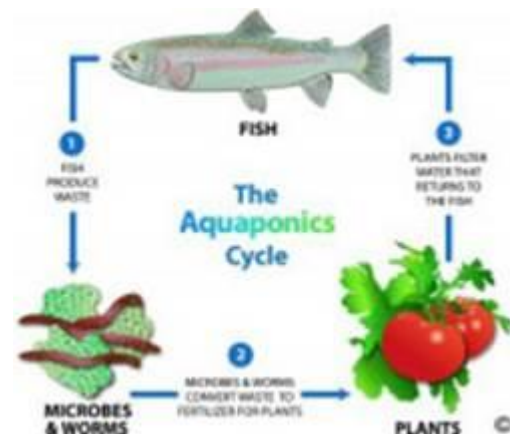 FISH
1
FISH
PRODUCE
WASTE
3
PLANTS FILTER
WATER THAT
RETURNS TO
THE FISH
The
Aquaponics
Cycle
2
MICROBES & WORMS
CONVERT WASTE TO
FERTILIZER FOR PLANTS
MICROBES
& WORMS
PLANTS
©